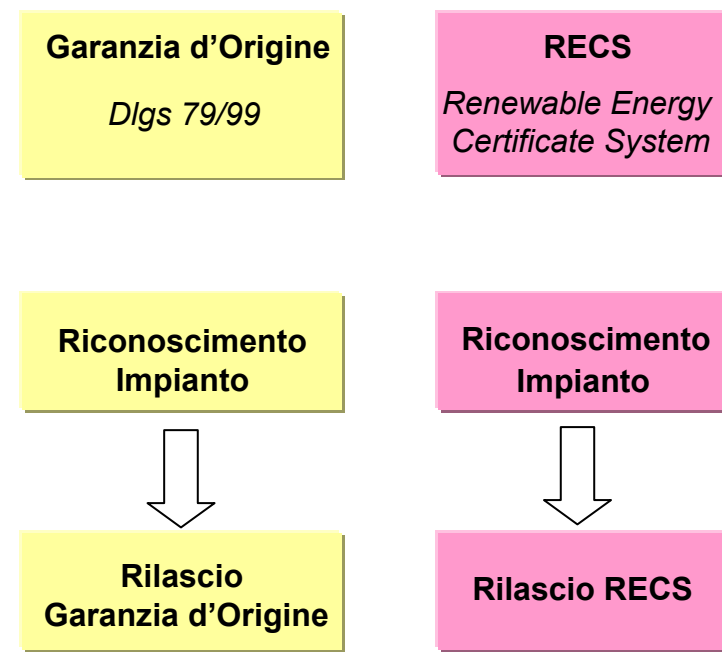 Garanzia d’Origine
Dlgs 79/99
RECS
Renewable Energy
Certificate System
Riconoscimento
Impianto
Riconoscimento
Impianto
Rilascio
Garanzia d’Origine
Rilascio RECS